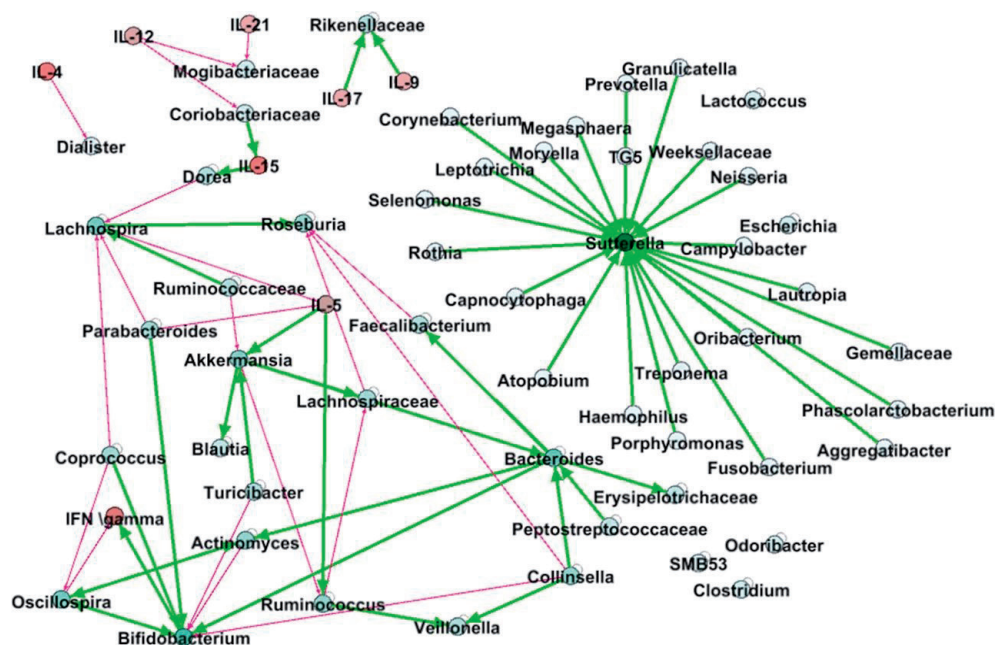 IL-21
IL-12
Rikenellaceae
IL-4
Mogibacteriaceae
IL-17
IL-9
Coriobacteriaceae
Dialister
IL-15
Dorea
Granulicatella
Prevotella
Lactococcus
Corynebacterium
Megasphaera
Moryella
TG5
Weeksellaceae
Leptotrichia
Neisseria
Selenomonas
Escherichia
Sutterella
Campylobacter
Rothia
Lachnospira
Roseburia
Ruminococcaceae
IL-5
Capnocytophaga
Lautropia
Parabacteroides
Faecalibacterium
Oribacterium
Gemellaceae
Akkermansia
Atopobium
Treponema
Lachnospiraceae
Haemophilus
Phascolarctobacterium
Porphyromonas
Aggregatibacter
Blautia
Coprococcus
Bacteroides
Fusobacterium
Turicibacter
Erysipelotrichaceae
IFN \gamma
Actinomyces
Peptostreptococcaceae
Odoribacter
SMB53
Collinsella
Clostridium
Oscillospira
Ruminococcus
Bifidobacterium
Veillonella